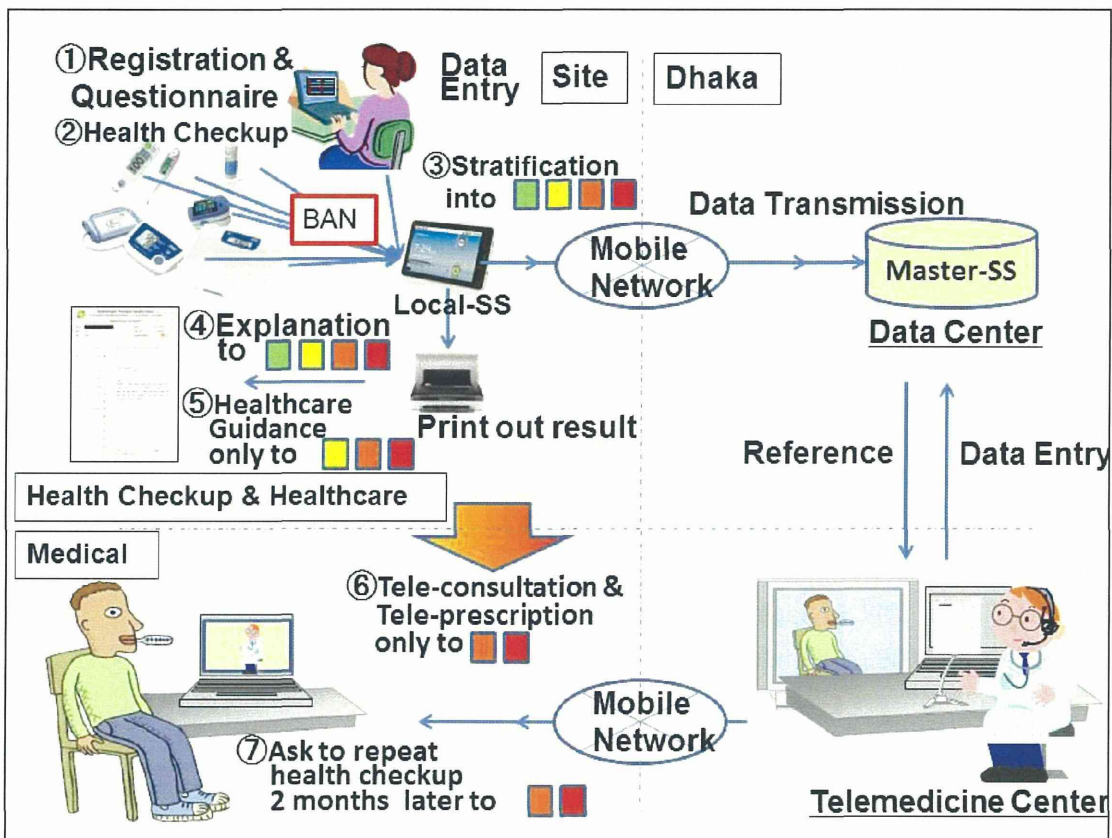 ①Registration &
Questionnaire
②Health Checkup
Data
Entry
Site
Dhaka
BAN
③Stratification
into
Local-SS
Mobile
Network
Data Transmission
Master-SS
Data Center
④Explanation
to
⑤Healthcare
Guidance
only to
Print out result
Reference
Data Entry
Health Checkup & Healthcare
Medical
⑥Tele-consultation &
Tele-prescription
only to
Mobile
Network
⑦Ask to repeat
health checkup
2 months later to
Telemedicine Center